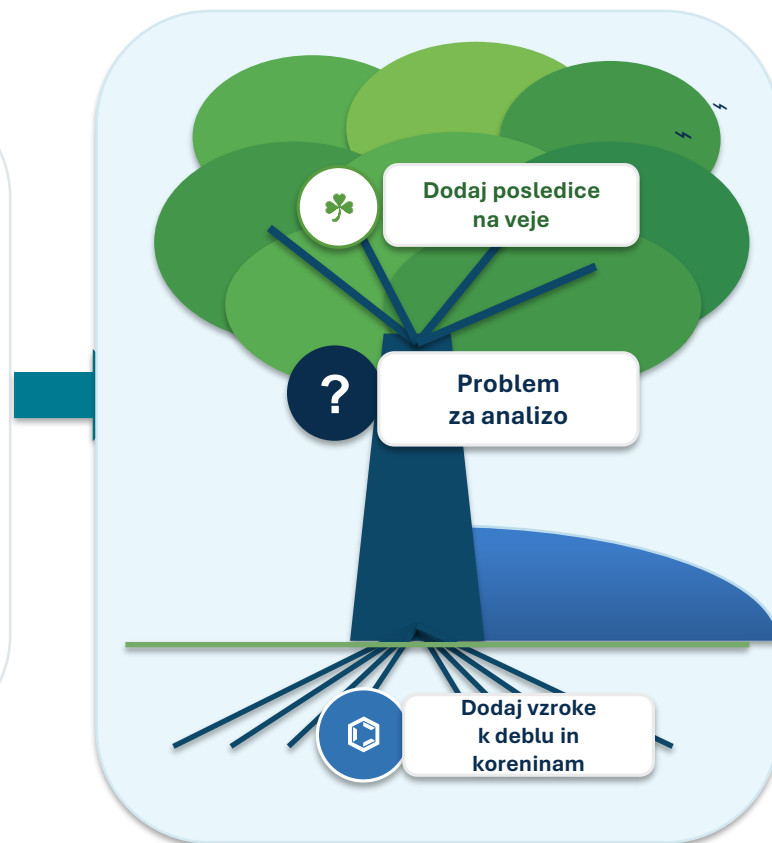 Dodaj posledice
na veje
?
Problem
za analizo
Dodaj vzroke
k deblu in
koreninam